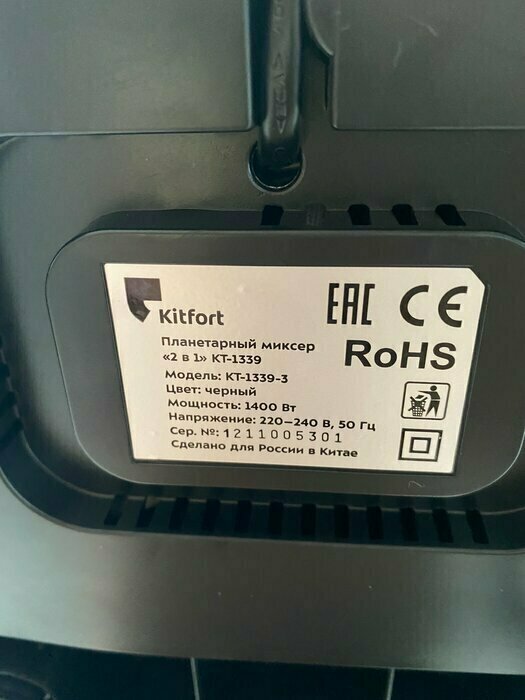 Kitfort
EAC CE
Планетарный миксер
«2 в 1» КТ-1339
RoHS
Модель: КТ-1339-3
Цвет: черный
Мощность: 1400 Вт
Напряжение: 220–240 В, 50 Гц
Сер. №: 1211005301
Сделано для России в Китае